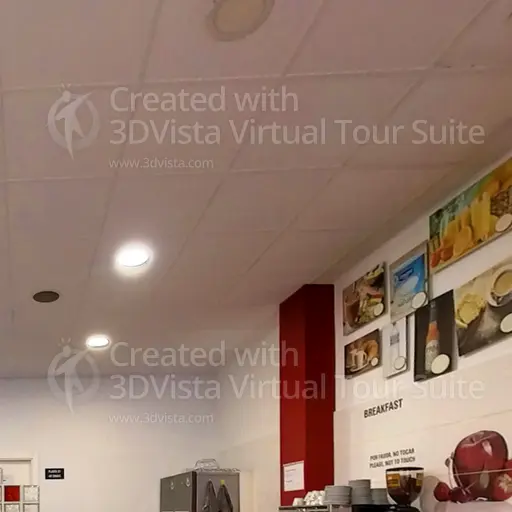 Created with
3DVista Virtual Tour Suite
www.3dvista.com
Created with
3DVista Virtual Tour Suite
www.3dvista.com
BREAKFAST
POR FAVOR, NO TOCAR
PLEASE, NOT TO TOUCH